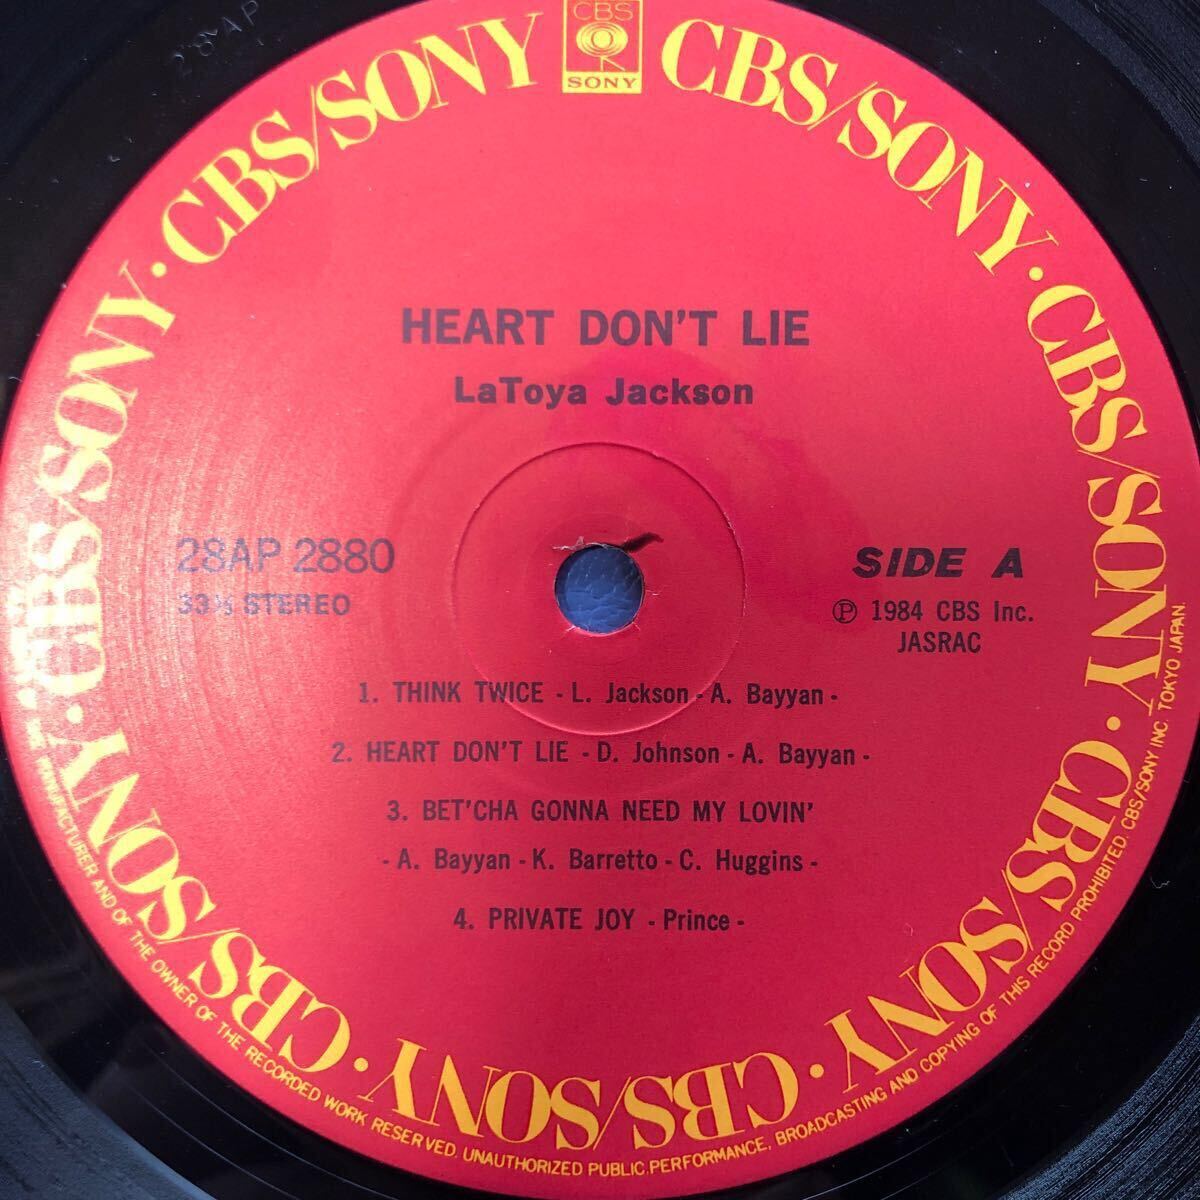 28AP
CBS
SONY
CBS/SONY · CBS/SONY · CBS/SONY · CBS/SONY · CBS/SONY · CBS/SONY · CBS/SONY · CBS/SONY
HEART DON'T LIE
LaToya Jackson
28AP 2880
33⅓ STEREO
SIDE A
Ⓟ 1984 CBS Inc.
JASRAC
1. THINK TWICE - L. Jackson - A. Bayyan -
2. HEART DON'T LIE - D. Johnson - A. Bayyan -
3. BET'CHA GONNA NEED MY LOVIN'
- A. Bayyan - K. Barretto - C. Huggins -
4. PRIVATE JOY - Prince -
MANUFACTURER AND OF THE OWNER OF THE RECORDED WORK RESERVED. UNAUTHORIZED PUBLIC PERFORMANCE, BROADCASTING AND COPYING OF THIS RECORD PROHIBITED. CBS/SONY INC. TOKYO JAPAN.